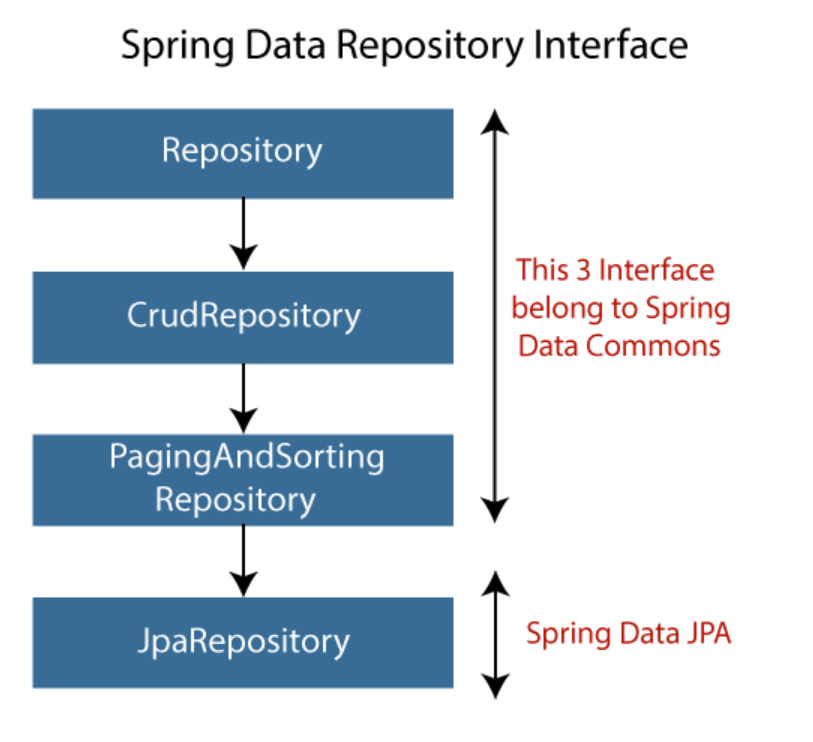 Spring Data Repository Interface
Repository
CrudRepository
PagingAndSorting
Repository
JpaRepository
This 3 Interface
belong to Spring
Data Commons
Spring Data JPA